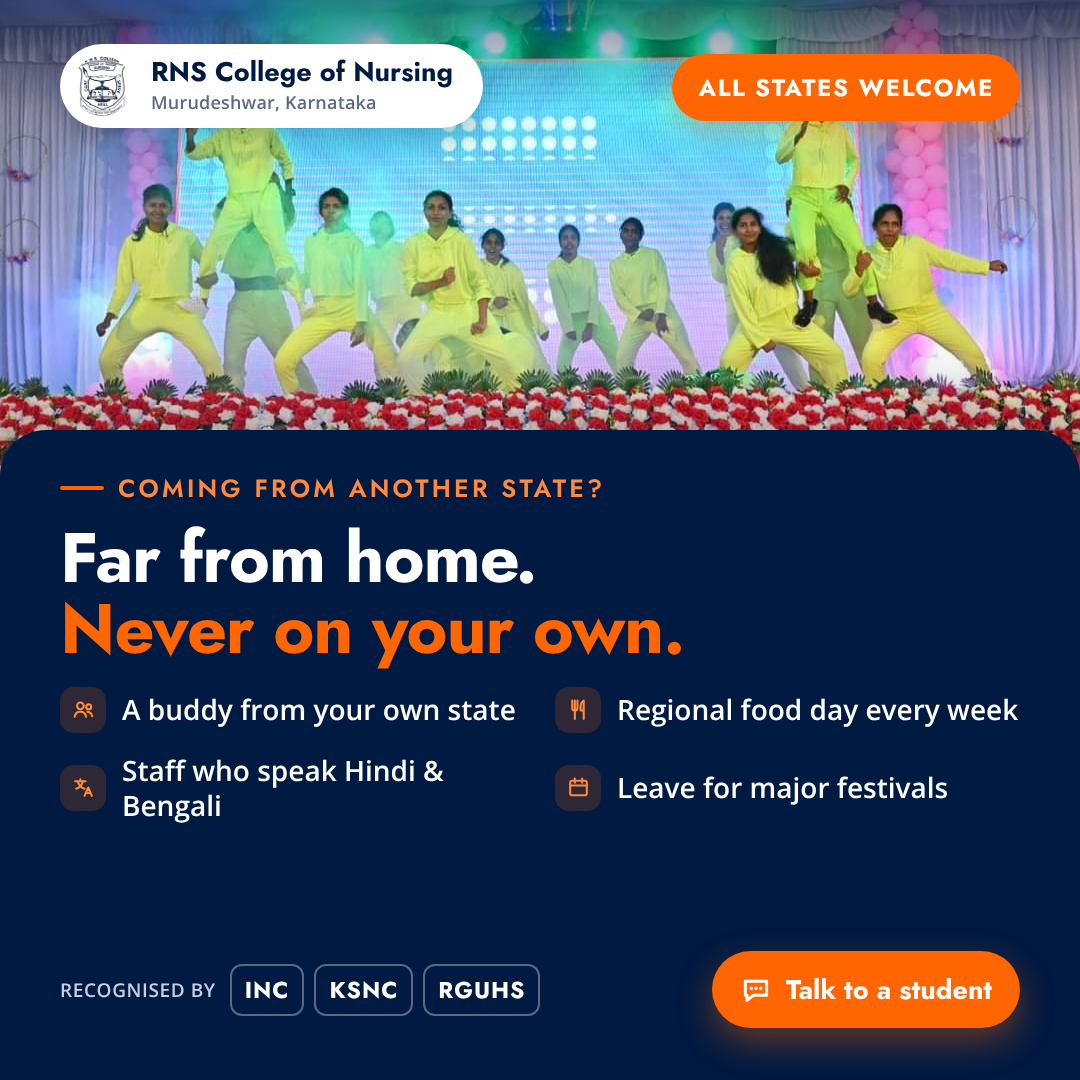 RNS College of Nursing
Murudeshwar, Karnataka
ALL STATES WELCOME
COMING FROM ANOTHER STATE?
Far from home.
Never on your own.
A buddy from your own state
Regional food day every week
Staff who speak Hindi &
Bengali
Leave for major festivals
RECOGNISED BY
INC
KSNC
RGUHS
Talk to a student